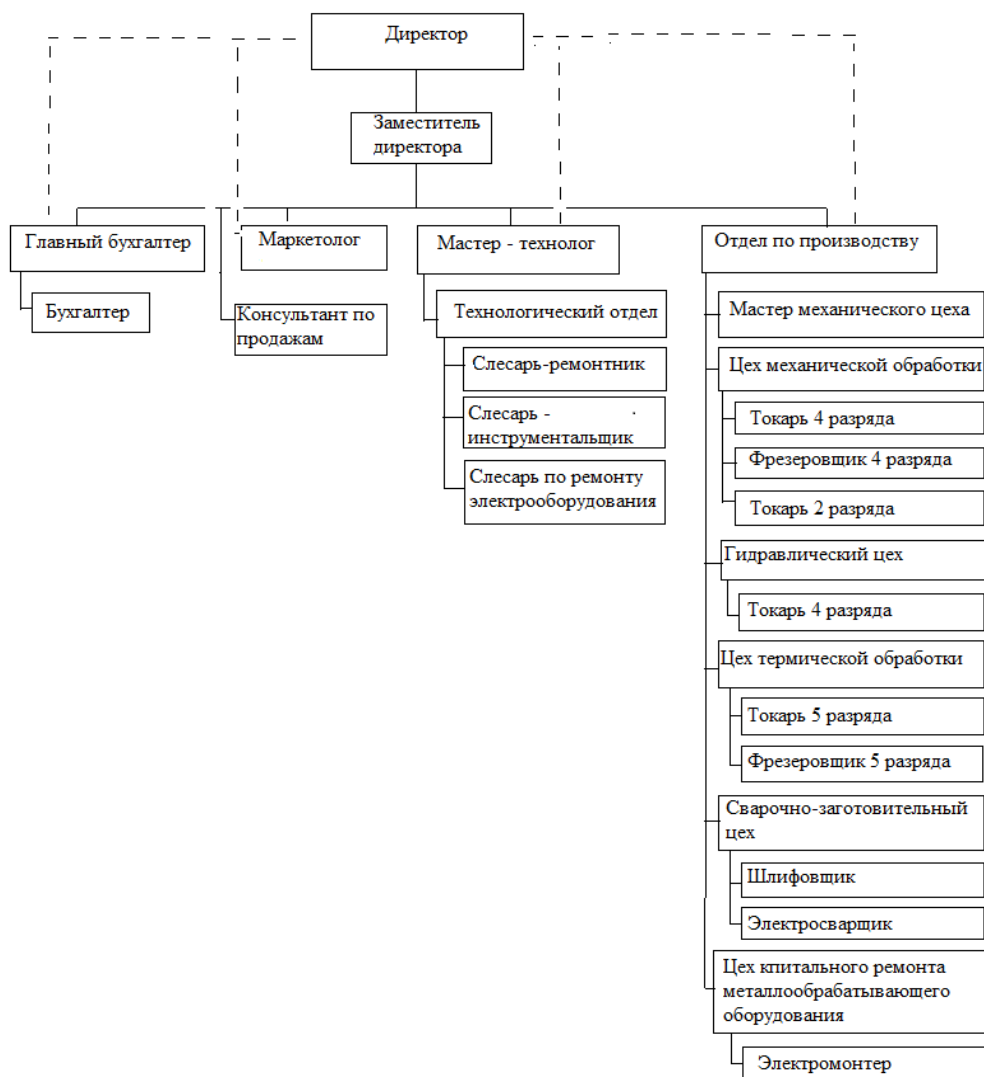 Директор
Заместитель
директора
Главный бухгалтер
Бухгалтер
Маркетолог
Консультант по
продажам
Мастер - технолог
Технологический отдел
Слесарь-ремонтник
Слесарь -
инструментальщик
Слесарь по ремонту
электрооборудования
Отдел по производству
Мастер механического цеха
Цех механической обработки
Токарь 4 разряда
Фрезеровщик 4 разряда
Токарь 2 разряда
Гидравлический цех
Токарь 4 разряда
Цех термической обработки
Токарь 5 разряда
Фрезеровщик 5 разряда
Сварочно-заготовительный
цех
Шлифовщик
Электросварщик
Цех кпитального ремонта
металлообрабатывающего
оборудования
Электромонтер